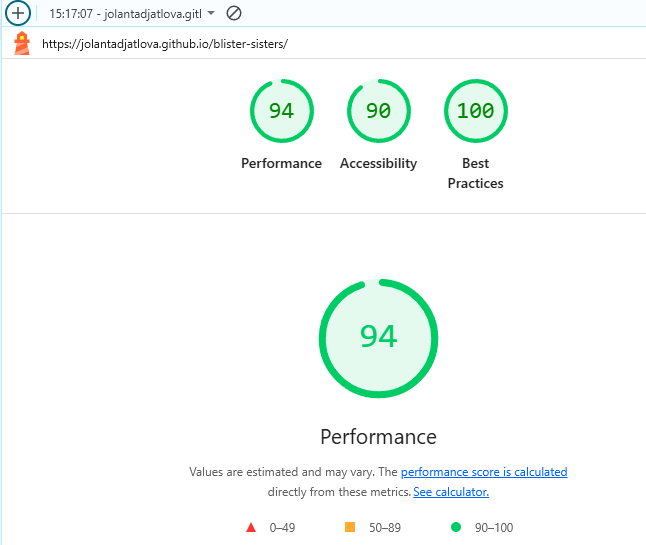 15:17:07 - jolantadjatlova.gitl
https://jolantadjatlova.github.io/blister-sisters/
94 90 100
Performance Accessibility Best
Practices
94
Performance
Values are estimated and may vary. The performance score is calculated
directly from these metrics. See calculator.
0–49 50–89 90–100